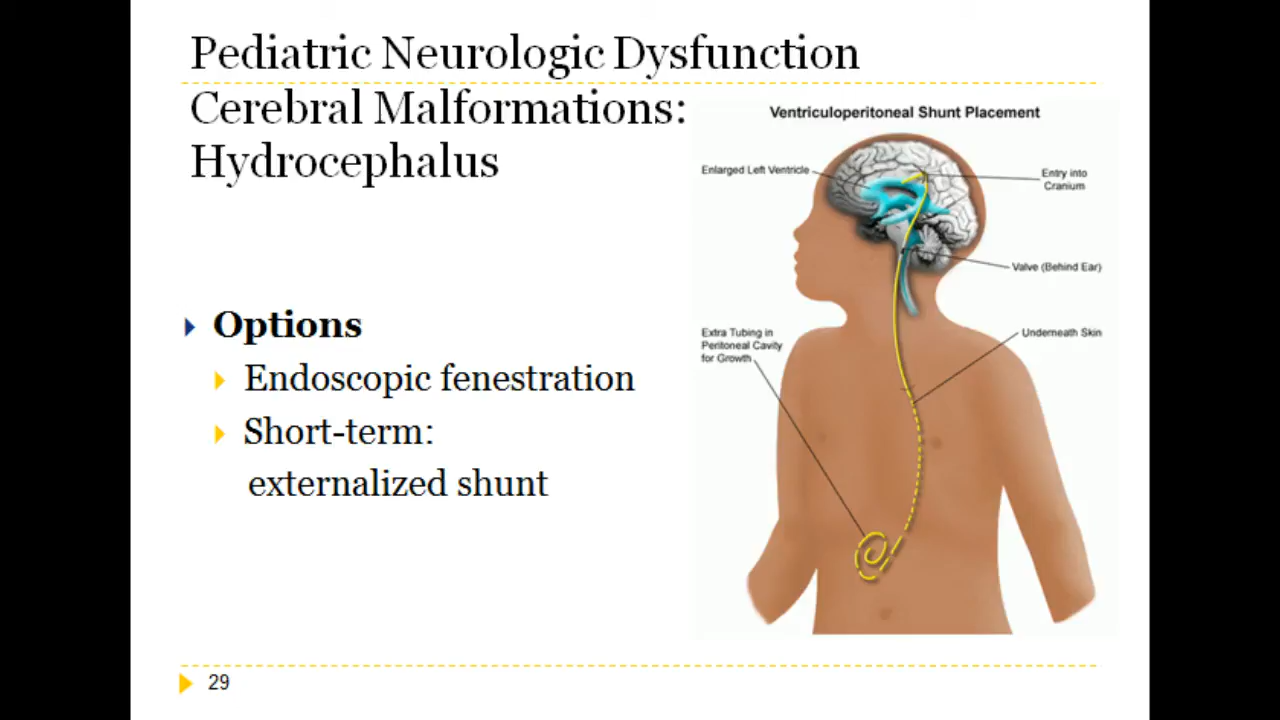 Pediatric Neurologic Dysfunction
Cerebral Malformations:
Hydrocephalus
Options
Endoscopic fenestration
Short-term:
externalized shunt
Ventriculoperitoneal Shunt Placement
Enlarged Left Ventricle
Entry into
Cranium
Valve (Behind Ear)
Extra Tubing in
Peritoneal Cavity
for Growth
Underneath Skin
29